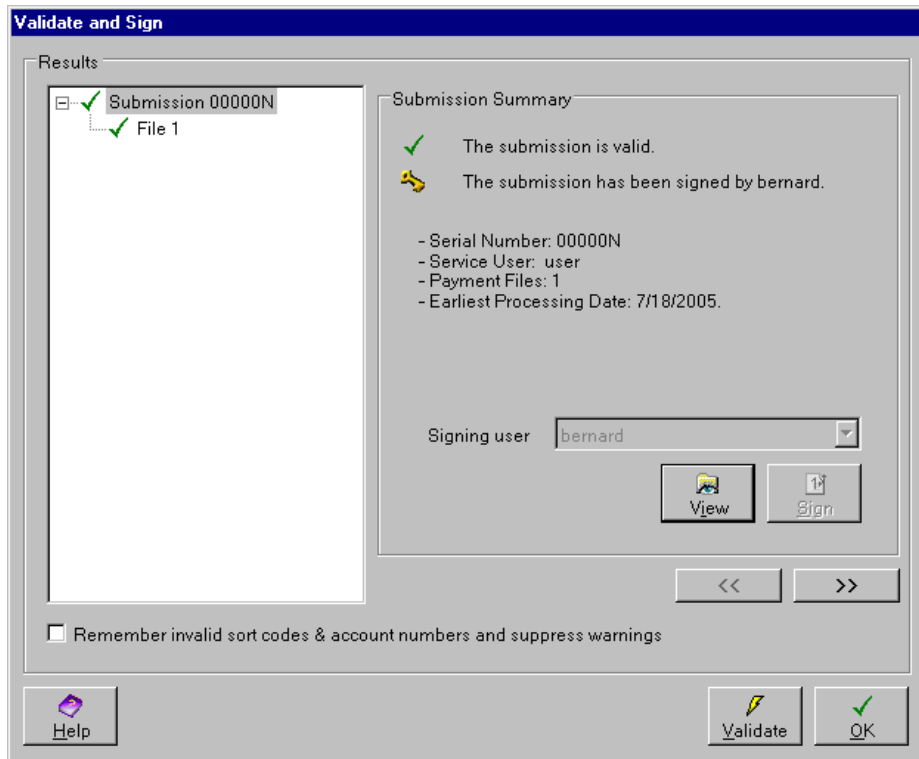 Validate and Sign
Results
Submission 00000N
File 1
Submission Summary
The submission is valid.
The submission has been signed by bernard.
- Serial Number: 00000N
- Service User: user
- Payment Files: 1
- Earliest Processing Date: 7/18/2005.
Signing user bernard
View Sign
<< >>
Remember invalid sort codes & account numbers and suppress warnings
Help Validate OK